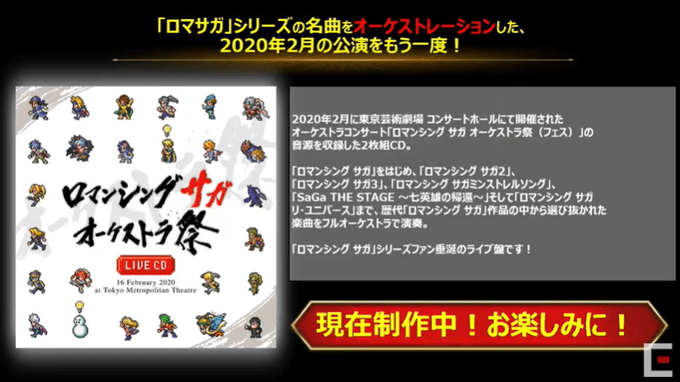 「ロマサガ」シリーズの名曲をオーケストレーションした、
2020年2月の公演をもう一度！
ロマンシング サガ
オーケストラ祭
LIVE CD
16 February 2020
at Tokyo Metropolitan Theatre
2020年2月に東京芸術劇場 コンサートホールにて開催された
オーケストラコンサート「ロマンシング サガ オーケストラ祭（フェス）」の
音源を収録した2枚組CD。
「ロマンシング サガ」をはじめ、「ロマンシング サガ2」、
「ロマンシング サガ3」、「ロマンシング サガミンストレルソング」、
「SaGa THE STAGE ～七英雄の帰還～」そして「ロマンシング サガ
リ・ユニバース」まで、歴代「ロマンシング サガ」作品の中から選び抜かれた
楽曲をフルオーケストラで演奏。
「ロマンシング サガ」シリーズファン垂涎のライブ盤です！
現在制作中！お楽しみに！